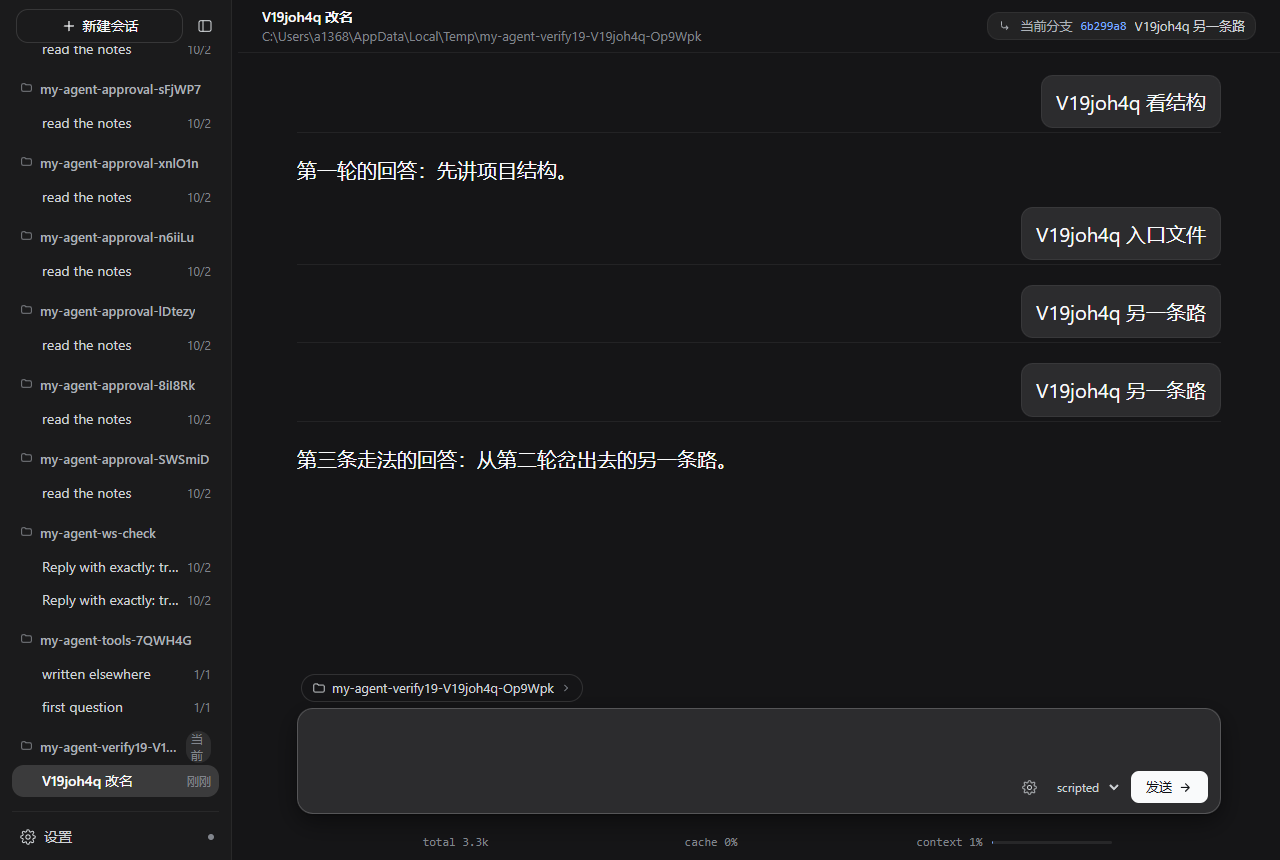 + 新建会话
read the notes 10/2
my-agent-approval-sFjWP7
read the notes 10/2
my-agent-approval-xnlO1n
read the notes 10/2
my-agent-approval-n6iiLu
read the notes 10/2
my-agent-approval-lDtezy
read the notes 10/2
my-agent-approval-8iI8Rk
read the notes 10/2
my-agent-approval-SWSmiD
read the notes 10/2
my-agent-ws-check
Reply with exactly: tr... 10/2
Reply with exactly: tr... 10/2
my-agent-tools-7QWH4G
written elsewhere 1/1
first question 1/1
my-agent-verify19-V1... 当前
V19joh4q 改名 刚刚
设置
V19joh4q 改名
C:\Users\a1368\AppData\Local\Temp\my-agent-verify19-V19joh4q-Op9Wpk
当前分支 6b299a8 V19joh4q 另一条路
V19joh4q 看结构
第一轮的回答：先讲项目结构。
V19joh4q 入口文件
V19joh4q 另一条路
V19joh4q 另一条路
第三条走法的回答：从第二轮岔出去的另一条路。
my-agent-verify19-V19joh4q-Op9Wpk
scripted
发送 →
total 3.3k cache 0% context 1%